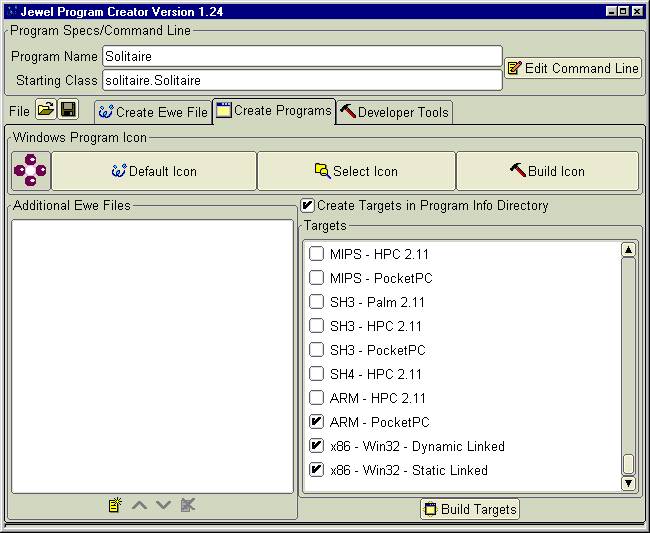 Jewel Program Creator Version 1.24
Program Specs/Command Line
Program Name Solitaire
Starting Class solitaire.Solitaire
Edit Command Line
File Create Ewe File Create Programs Developer Tools
Windows Program Icon
Default Icon Select Icon Build Icon
Additional Ewe Files
Create Targets in Program Info Directory
Targets
MIPS - HPC 2.11
MIPS - PocketPC
SH3 - Palm 2.11
SH3 - HPC 2.11
SH3 - PocketPC
SH4 - HPC 2.11
ARM - HPC 2.11
ARM - PocketPC
x86 - Win32 - Dynamic Linked
x86 - Win32 - Static Linked
Build Targets